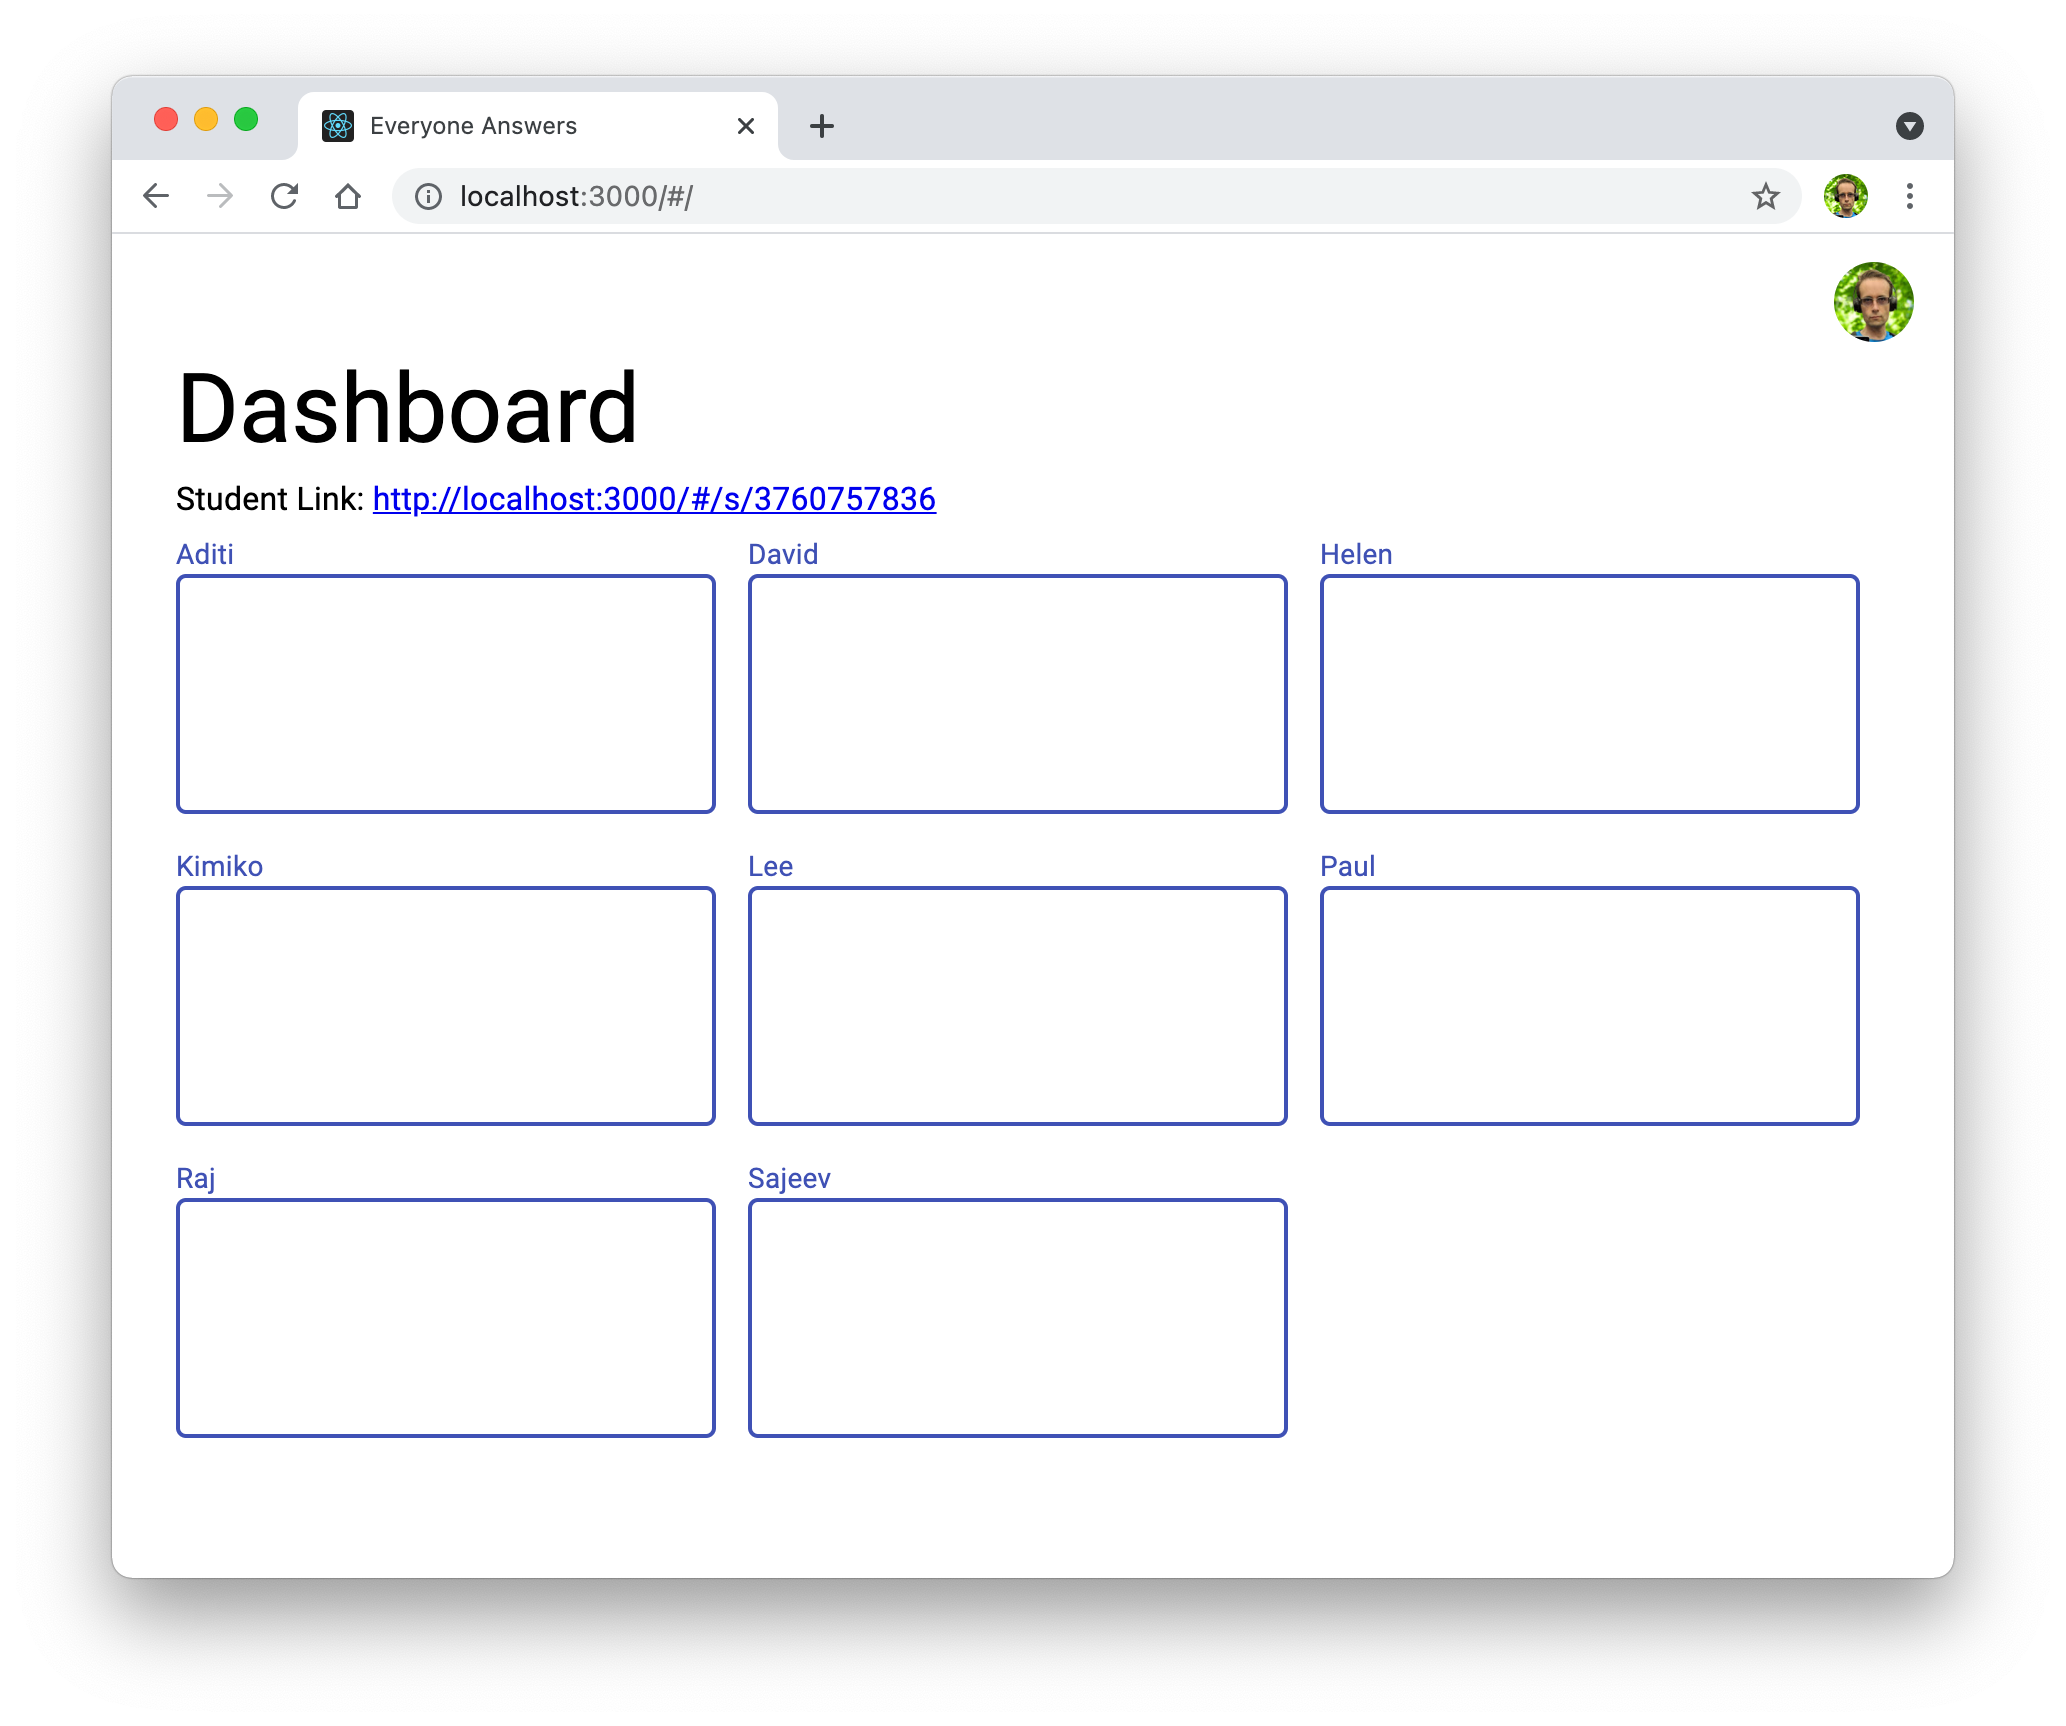 Everyone Answers
localhost:3000/#/
Dashboard
Student Link: http://localhost:3000/#/s/3760757836
Aditi David Helen
Kimiko Lee Paul
Raj Sajeev